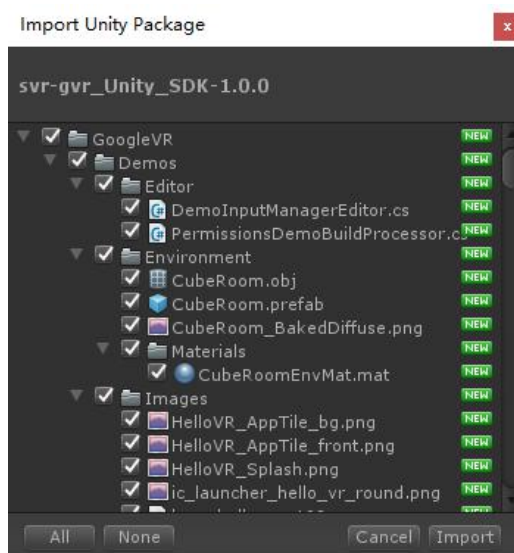 Import Unity Package
x
svr-gvr_Unity_SDK-1.0.0
GoogleVR NEW
Demos NEW
Editor NEW
DemoInputManagerEditor.cs NEW
PermissionsDemoBuildProcessor.cs NEW
Environment NEW
CubeRoom.obj NEW
CubeRoom.prefab NEW
CubeRoom_BakedDiffuse.png NEW
Materials NEW
CubeRoomEnvMat.mat NEW
Images NEW
HelloVR_AppTile_bg.png NEW
HelloVR_AppTile_front.png NEW
HelloVR_Splash.png NEW
ic_launcher_hello_vr_round.png NEW
All None Cancel Import